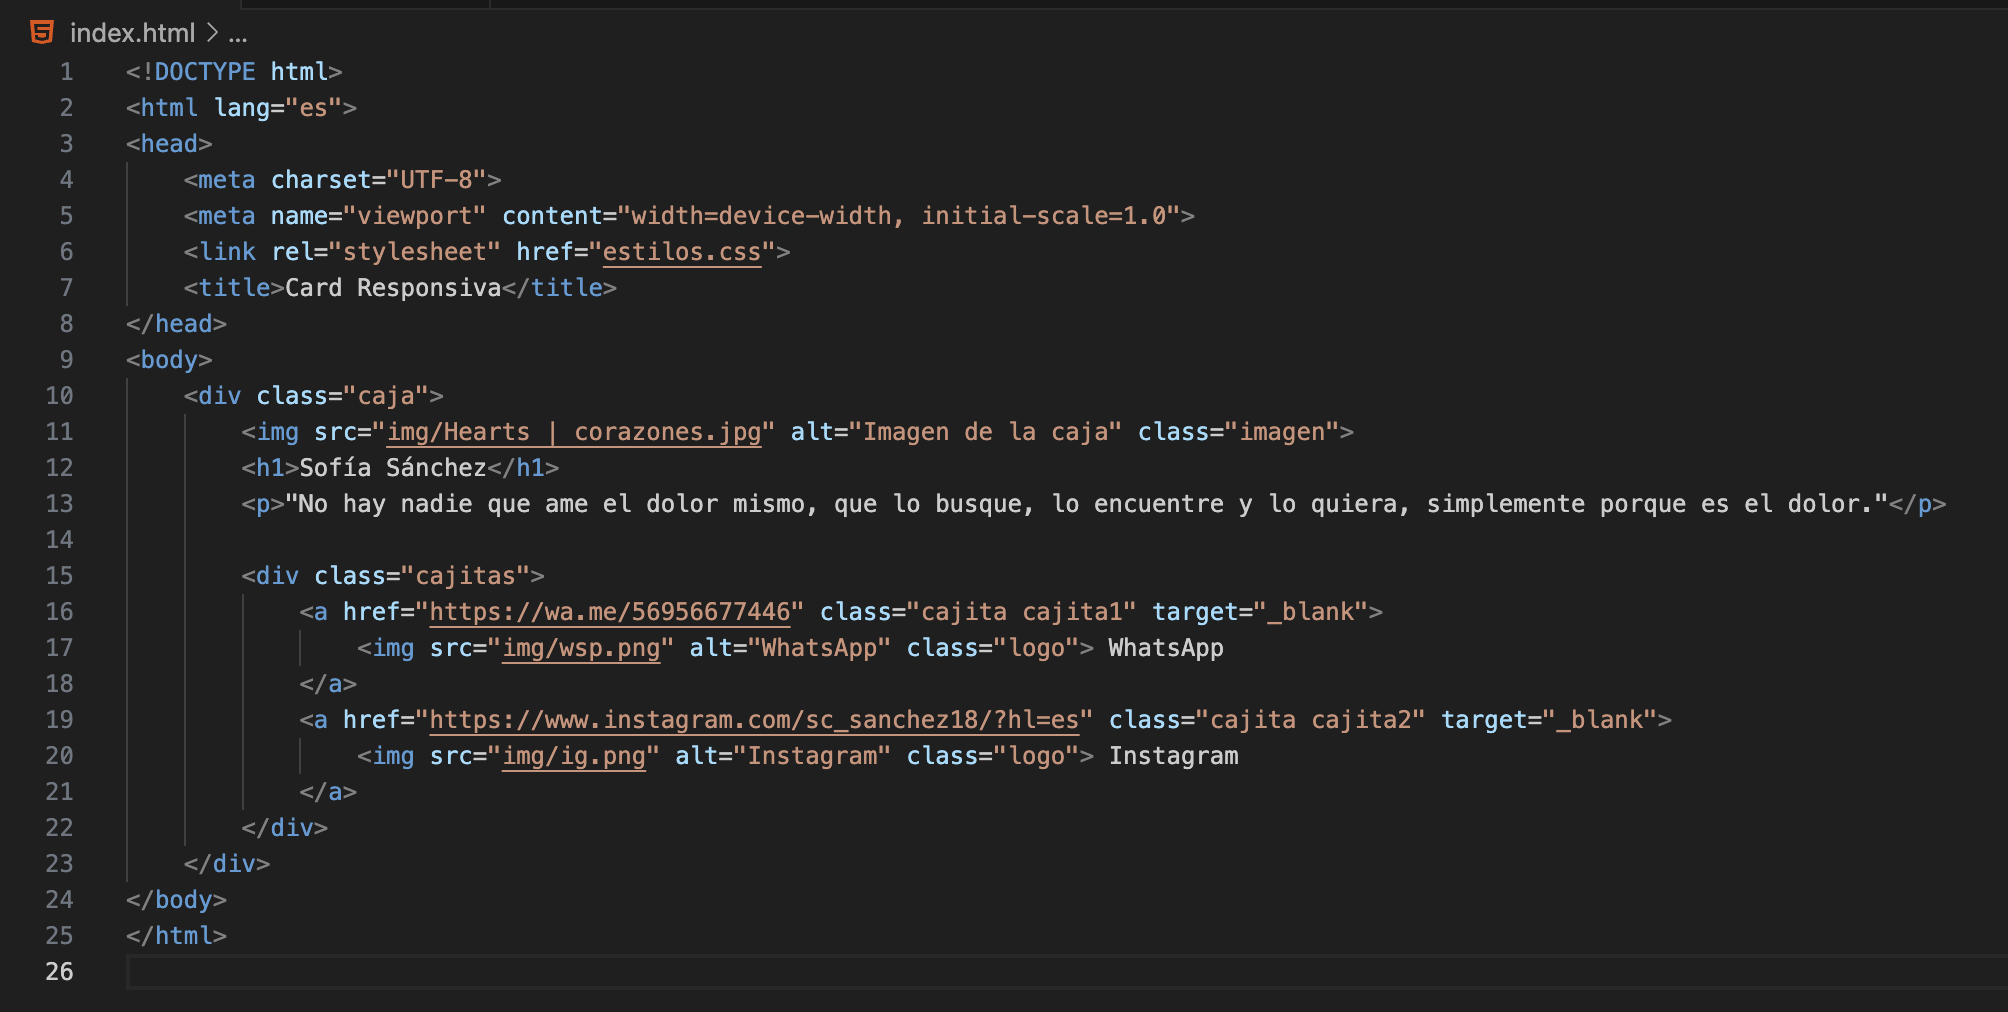 index.html > ...
1 <!DOCTYPE html>
2 <html lang="es">
3 <head>
4     <meta charset="UTF-8">
5     <meta name="viewport" content="width=device-width, initial-scale=1.0">
6     <link rel="stylesheet" href="estilos.css">
7     <title>Card Responsiva</title>
8 </head>
9 <body>
10     <div class="caja">
11         <img src="img/Hearts | corazones.jpg" alt="Imagen de la caja" class="imagen">
12         <h1>Sofía Sánchez</h1>
13         <p>"No hay nadie que ame el dolor mismo, que lo busque, lo encuentre y lo quiera, simplemente porque es el dolor."</p>
14
15         <div class="cajitas">
16             <a href="https://wa.me/56956677446" class="cajita cajita1" target="_blank">
17                 <img src="img/wsp.png" alt="WhatsApp" class="logo"> WhatsApp
18             </a>
19             <a href="https://www.instagram.com/sc_sanchez18/?hl=es" class="cajita cajita2" target="_blank">
20                 <img src="img/ig.png" alt="Instagram" class="logo"> Instagram
21             </a>
22         </div>
23     </div>
24 </body>
25 </html>
26